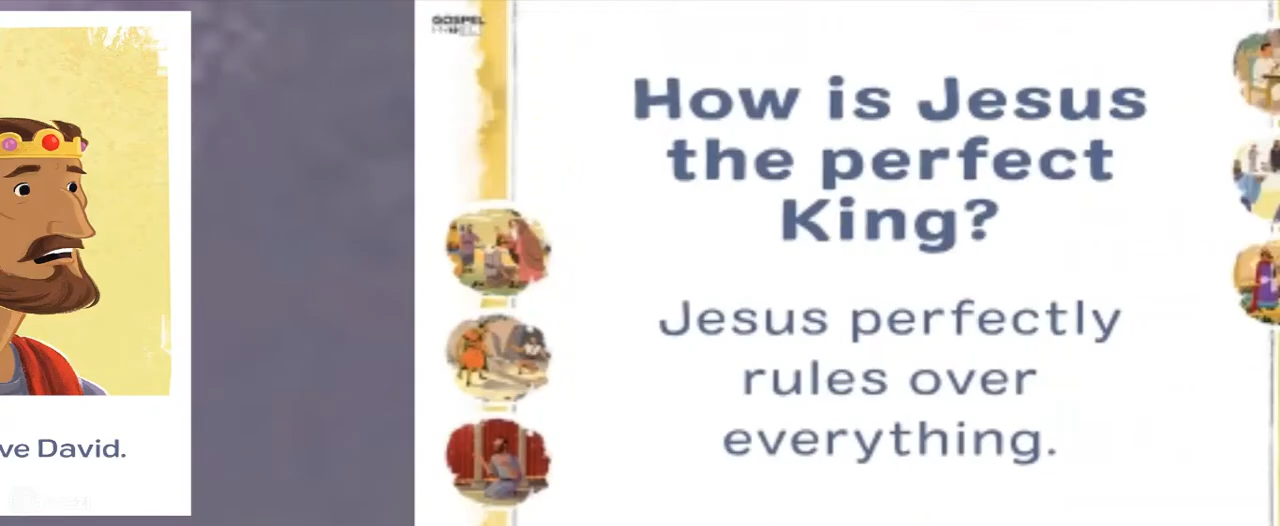 ve David.
GOSPEL
How is Jesus
the perfect
King?
Jesus perfectly
rules over
everything.